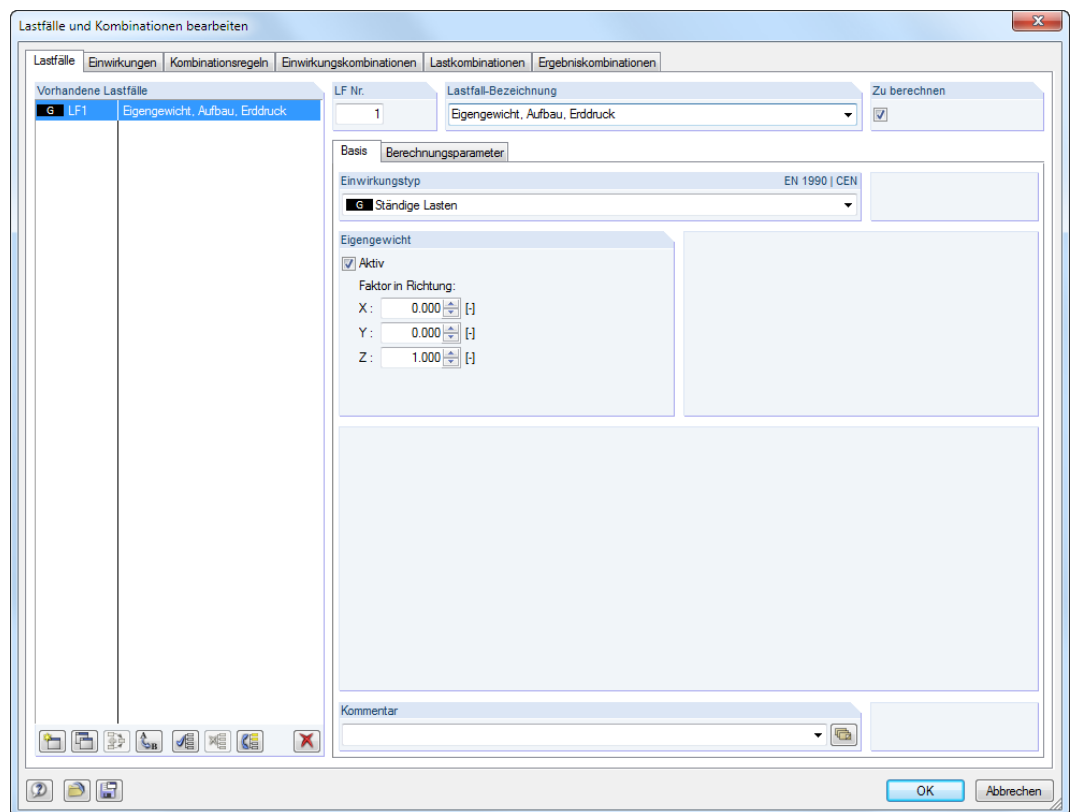 Lastfälle und Kombinationen bearbeiten
Lastfälle Einwirkungen Kombinationsregeln Einwirkungskombinationen Lastkombinationen Ergebniskombinationen
Vorhandene Lastfälle
G LF1 Eigengewicht, Aufbau, Erddruck
LF Nr.
1
Lastfall-Bezeichnung
Eigengewicht, Aufbau, Erddruck
Zu berechnen
Basis Berechnungsparameter
Einwirkungstyp EN 1990 | CEN
G Ständige Lasten
Eigengewicht
Aktiv
Faktor in Richtung:
X : 0.000 [-]
Y : 0.000 [-]
Z : 1.000 [-]
Kommentar
OK Abbrechen